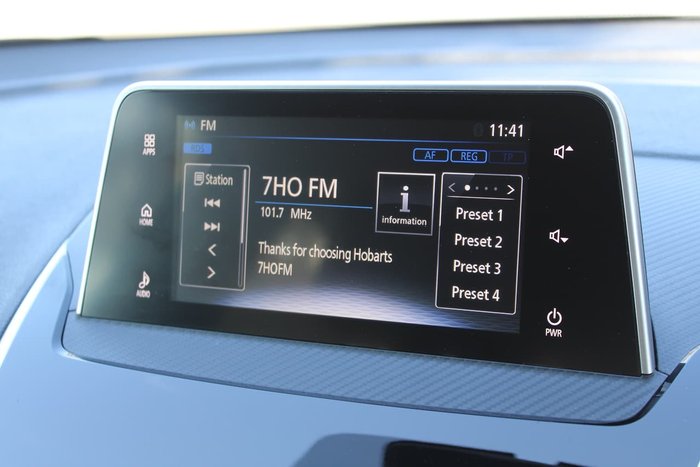 FM
11:41
RDS
AF REG TP
APPS
Station
7HO FM
101.7 MHz
i
information
Preset 1
Preset 2
Preset 3
Preset 4
HOME
Thanks for choosing Hobarts
7HOFM
AUDIO
PWR